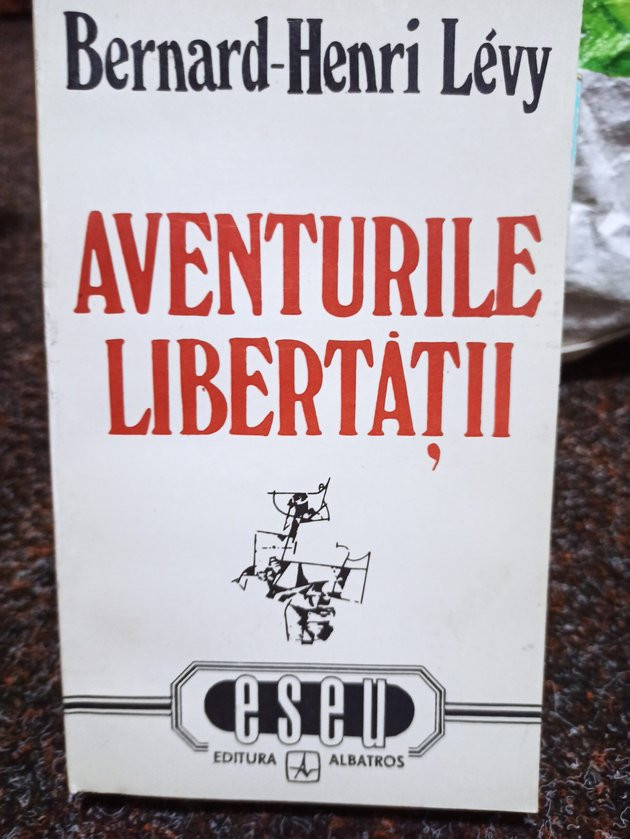 Bernard-Henri Lévy
AVENTURILE
LIBERTĂȚII
eseu
EDITURA ALBATROS